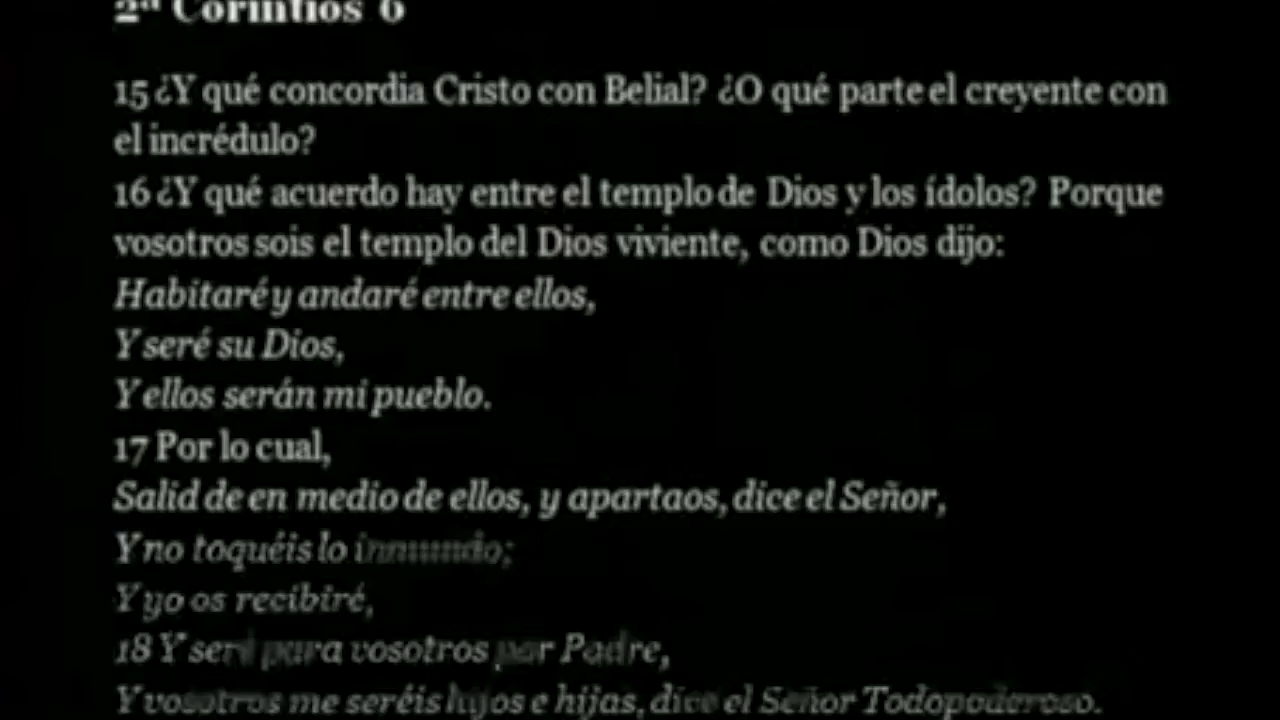 2ª Corintios 6
15 ¿Y qué concordia Cristo con Belial? ¿O qué parte el creyente con
el incrédulo?
16 ¿Y qué acuerdo hay entre el templo de Dios y los ídolos? Porque
vosotros sois el templo del Dios viviente, como Dios dijo:
Habitaré y andaré entre ellos,
Y seré su Dios,
Y ellos serán mi pueblo.
17 Por lo cual,
Salid de en medio de ellos, y apartaos, dice el Señor,
Y no toquéis lo inmundo;
Y yo os recibiré,
18 Y seré para vosotros por Padre,
Y vosotros me seréis hijos e hijas, dice el Señor Todopoderoso.